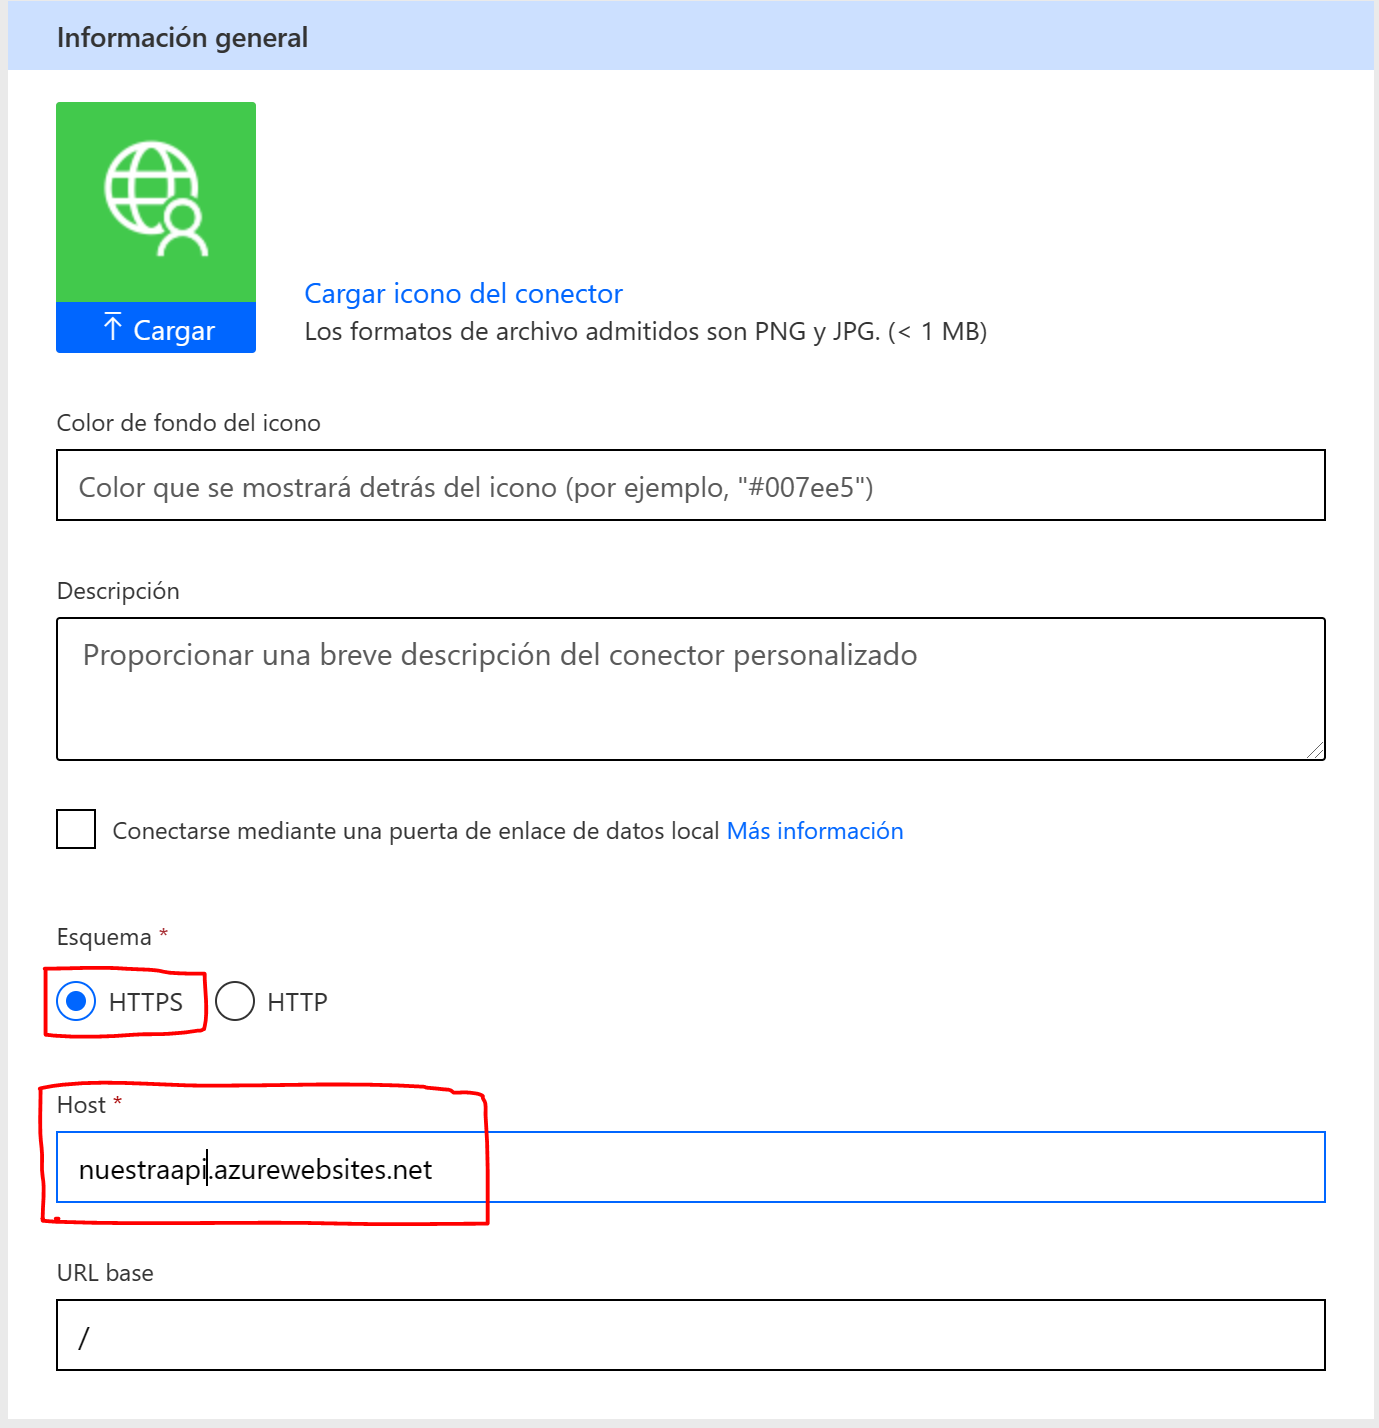 Información general
Cargar
Cargar icono del conector
Los formatos de archivo admitidos son PNG y JPG. (< 1 MB)
Color de fondo del icono
Color que se mostrará detrás del icono (por ejemplo, "#007ee5")
Descripción
Proporcionar una breve descripción del conector personalizado
Conectarse mediante una puerta de enlace de datos local Más información
Esquema *
HTTPS HTTP
Host *
nuestraapi.azurewebsites.net
URL base
/